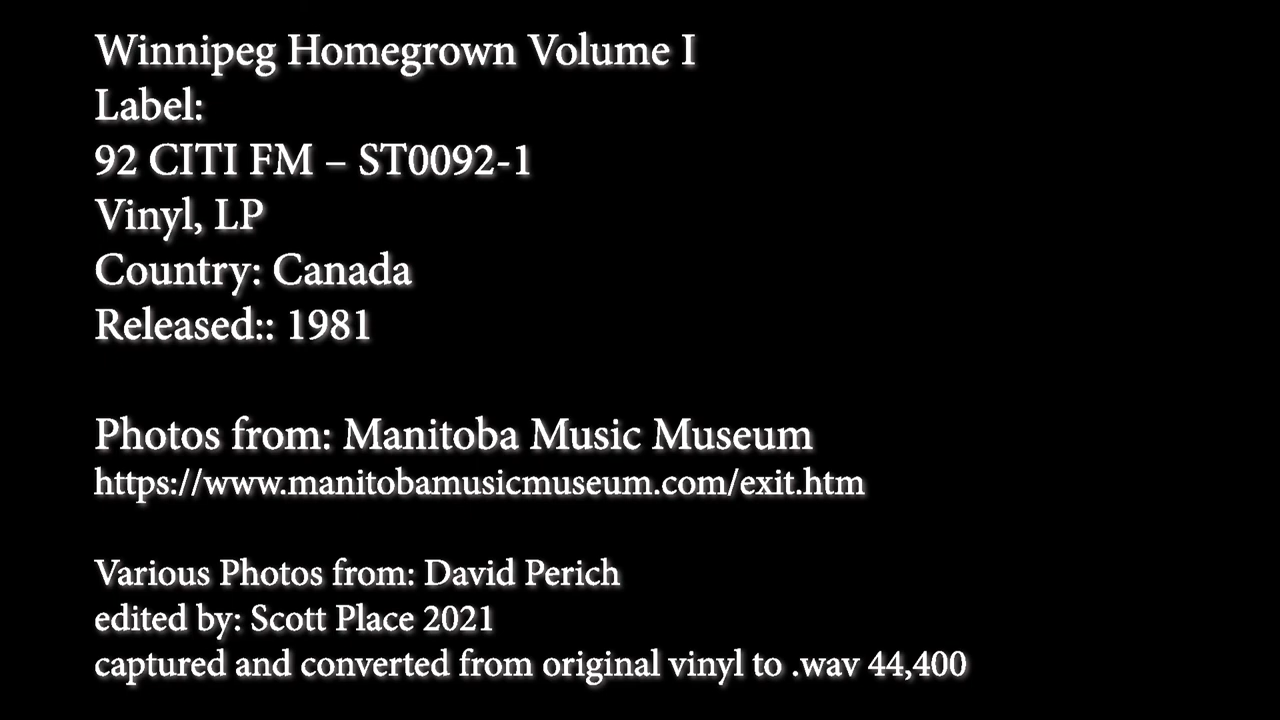 Winnipeg Homegrown Volume I
Label:
92 CITI FM – ST0092-1
Vinyl, LP
Country: Canada
Released:: 1981
Photos from: Manitoba Music Museum
https://www.manitobamusicmuseum.com/exit.htm
Various Photos from: David Perich
edited by: Scott Place 2021
captured and converted from original vinyl to .wav 44,400